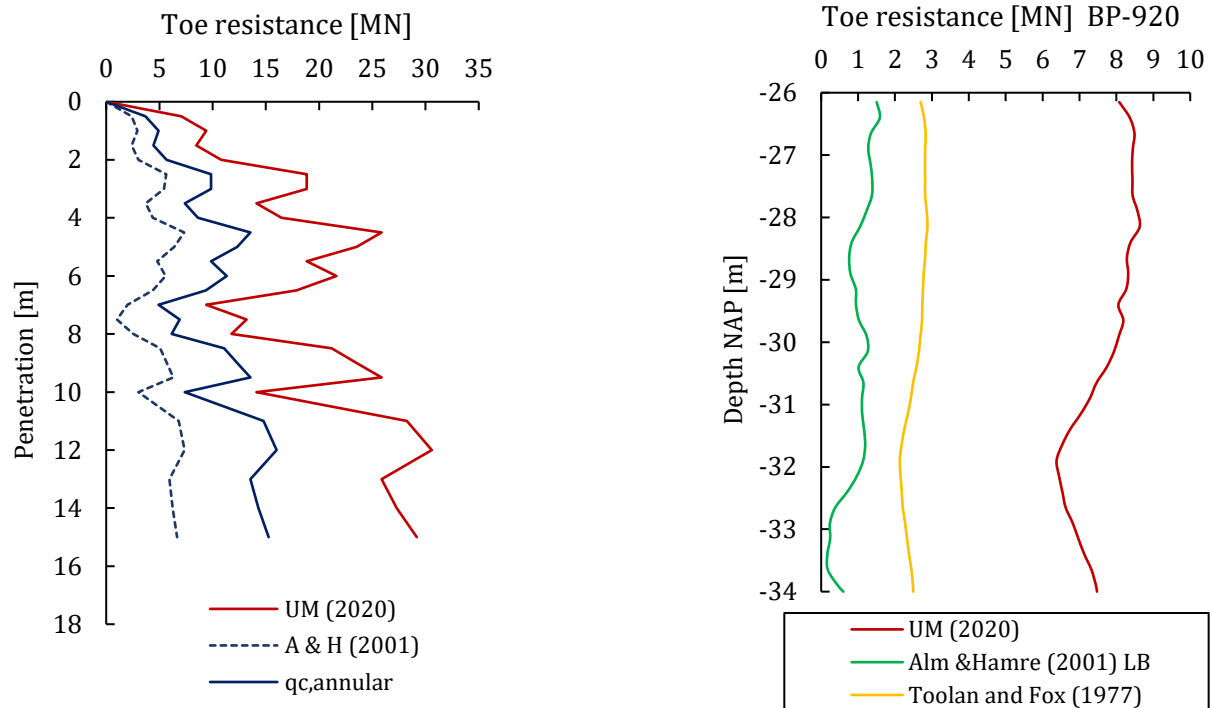 Toe resistance [MN]
0 5 10 15 20 25 30 35
Penetration [m]
0
2
4
6
8
10
12
14
16
18
UM (2020)
A & H (2001)
qc,annular
Toe resistance [MN] BP-920
0 1 2 3 4 5 6 7 8 9 10
Depth NAP [m]
-26
-27
-28
-29
-30
-31
-32
-33
-34
UM (2020)
Alm &Hamre (2001) LB
Toolan and Fox (1977)